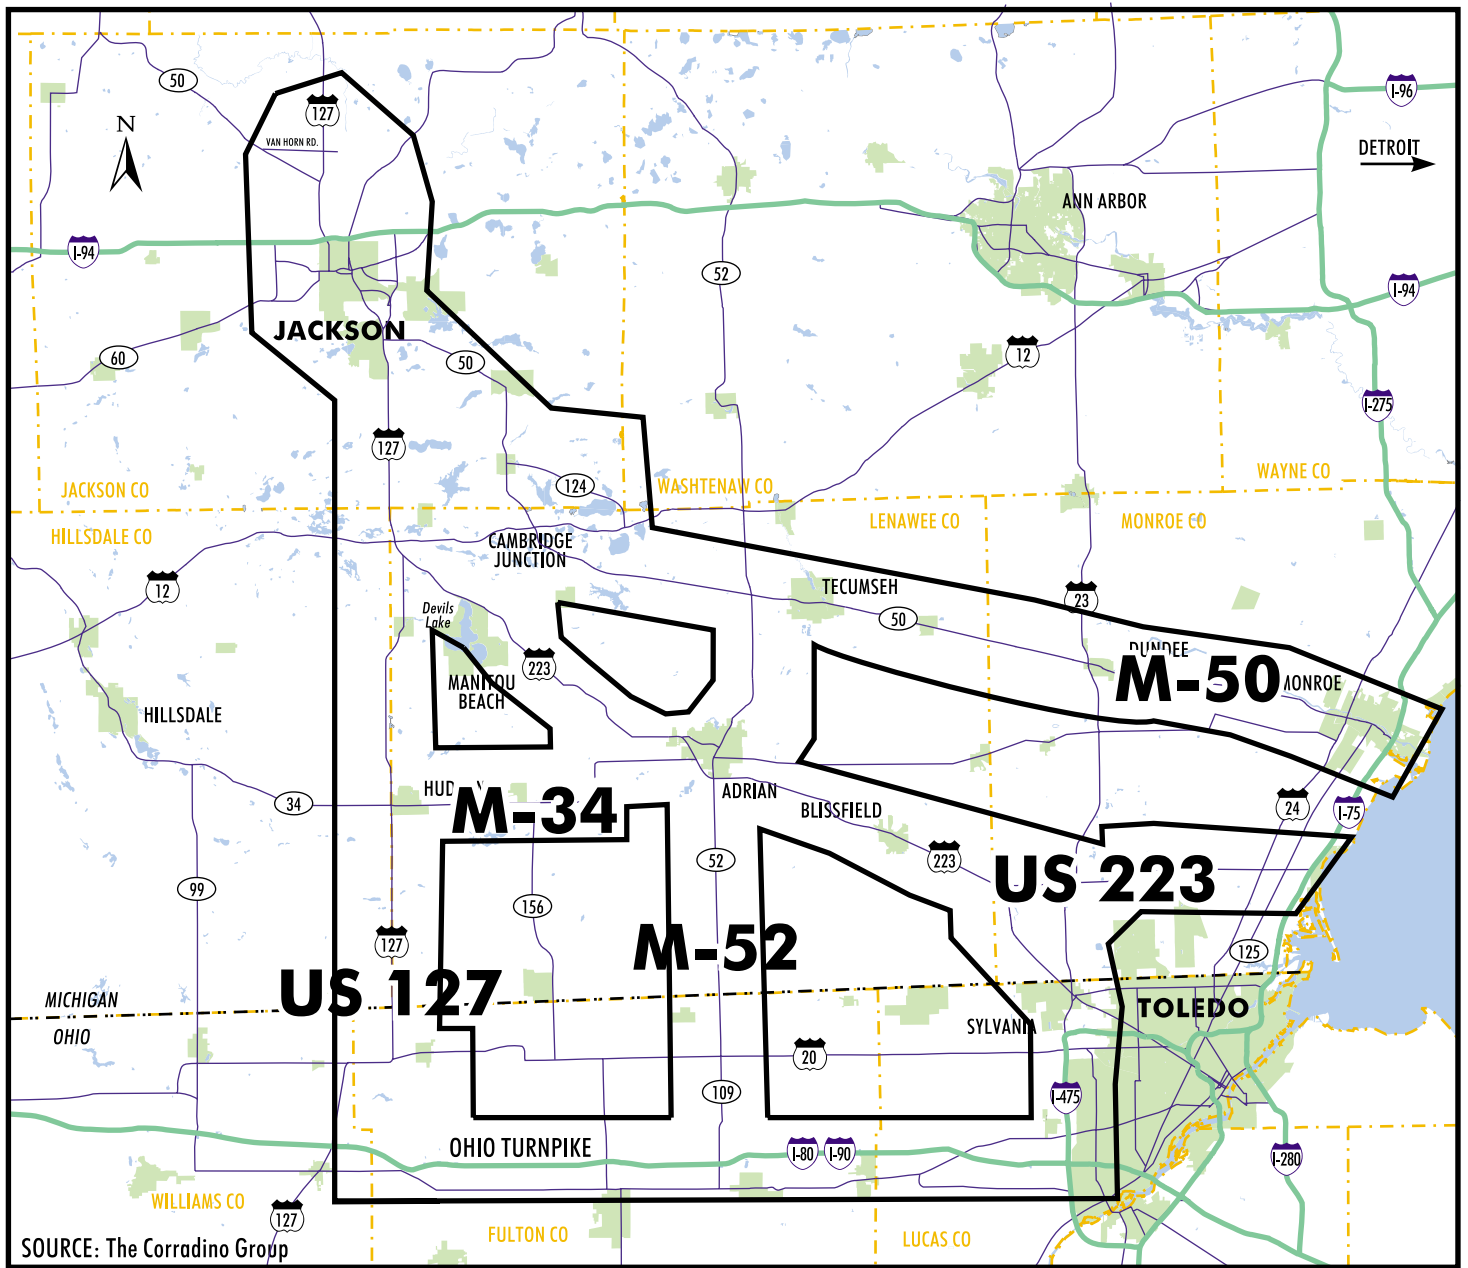 50
127
VAN HORN RD.
N
I-96
DETROIT
ANN ARBOR
I-94
52
I-94
JACKSON
60
50
12
I-275
127
JACKSON CO
124
WASHTENAW CO
WAYNE CO
HILLSDALE CO
LENAWEE CO
MONROE CO
CAMBRIDGE
JUNCTION
12
TECUMSEH
23
Devils
Lake
50
223
DUNDEE
M-50
MONROE
MANITOU
BEACH
HILLSDALE
HUD
ADRIAN
34
M-34
BLISSFIELD
24
I-75
52
223
US 223
99
156
127
M-52
125
US 127
MICHIGAN
OHIO
TOLEDO
SYLVANIA
20
109
I-475
OHIO TURNPIKE
I-80
I-90
I-280
WILLIAMS CO
127
FULTON CO
LUCAS CO
SOURCE: The Corradino Group